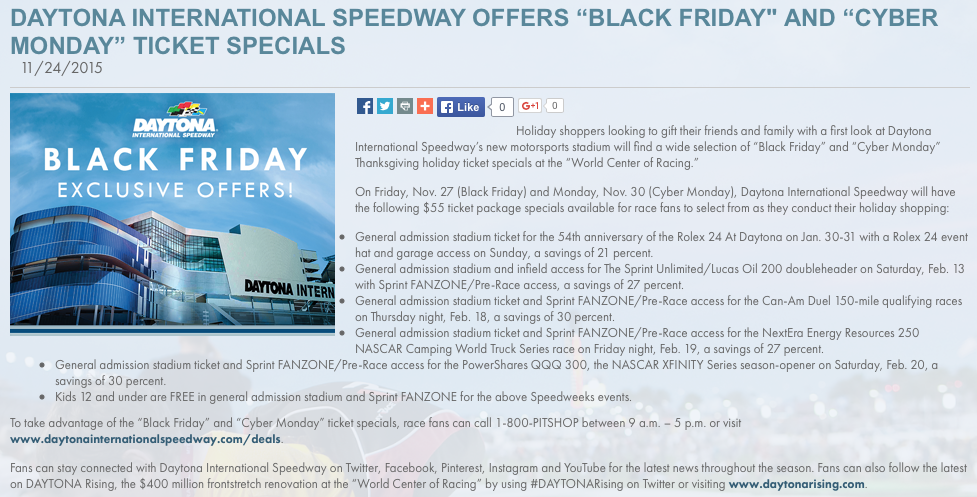 DAYTONA INTERNATIONAL SPEEDWAY OFFERS “BLACK FRIDAY" AND “CYBER
MONDAY” TICKET SPECIALS
11/24/2015
DAYTONA
INTERNATIONAL SPEEDWAY
BLACK FRIDAY
EXCLUSIVE OFFERS!
DAYTONA INTERN
Like 0 G+1 0
Holiday shoppers looking to gift their friends and family with a first look at Daytona
International Speedway’s new motorsports stadium will find a wide selection of “Black Friday” and “Cyber Monday”
Thanksgiving holiday ticket specials at the “World Center of Racing.”
On Friday, Nov. 27 (Black Friday) and Monday, Nov. 30 (Cyber Monday), Daytona International Speedway will have
the following $55 ticket package specials available for race fans to select from as they conduct their holiday shopping:
• General admission stadium ticket for the 54th anniversary of the Rolex 24 At Daytona on Jan. 30-31 with a Rolex 24 event
hat and garage access on Sunday, a savings of 21 percent.
• General admission stadium and infield access for The Sprint Unlimited/Lucas Oil 200 doubleheader on Saturday, Feb. 13
with Sprint FANZONE/Pre-Race access, a savings of 27 percent.
• General admission stadium ticket and Sprint FANZONE/Pre-Race access for the Can-Am Duel 150-mile qualifying races
on Thursday night, Feb. 18, a savings of 30 percent.
• General admission stadium ticket and Sprint FANZONE/Pre-Race access for the NextEra Energy Resources 250
NASCAR Camping World Truck Series race on Friday night, Feb. 19, a savings of 27 percent.
• General admission stadium ticket and Sprint FANZONE/Pre-Race access for the PowerShares QQQ 300, the NASCAR XFINITY Series season-opener on Saturday, Feb. 20, a
savings of 30 percent.
• Kids 12 and under are FREE in general admission stadium and Sprint FANZONE for the above Speedweeks events.
To take advantage of the “Black Friday” and “Cyber Monday” ticket specials, race fans can call 1-800-PITSHOP between 9 a.m. – 5 p.m. or visit
www.daytonainternationalspeedway.com/deals.
Fans can stay connected with Daytona International Speedway on Twitter, Facebook, Pinterest, Instagram and YouTube for the latest news throughout the season. Fans can also follow the latest
on DAYTONA Rising, the $400 million frontstretch renovation at the “World Center of Racing” by using #DAYTONARising on Twitter or visiting www.daytonarising.com.